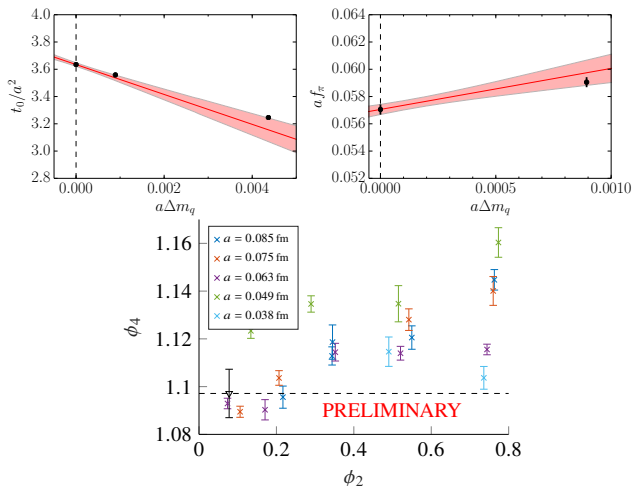 4.0
3.8
3.6
3.4
3.2
3.0
2.8
t₀/a²
0.000 0.002 0.004
aΔm_q
0.064
0.062
0.060
0.058
0.056
0.054
0.052
a f_π
0.0000 0.0005 0.0010
aΔm_q
1.16
1.14
1.12
1.1
1.08
ϕ₄
a = 0.085 fm
a = 0.075 fm
a = 0.063 fm
a = 0.049 fm
a = 0.038 fm
PRELIMINARY
0 0.2 0.4 0.6 0.8
ϕ₂